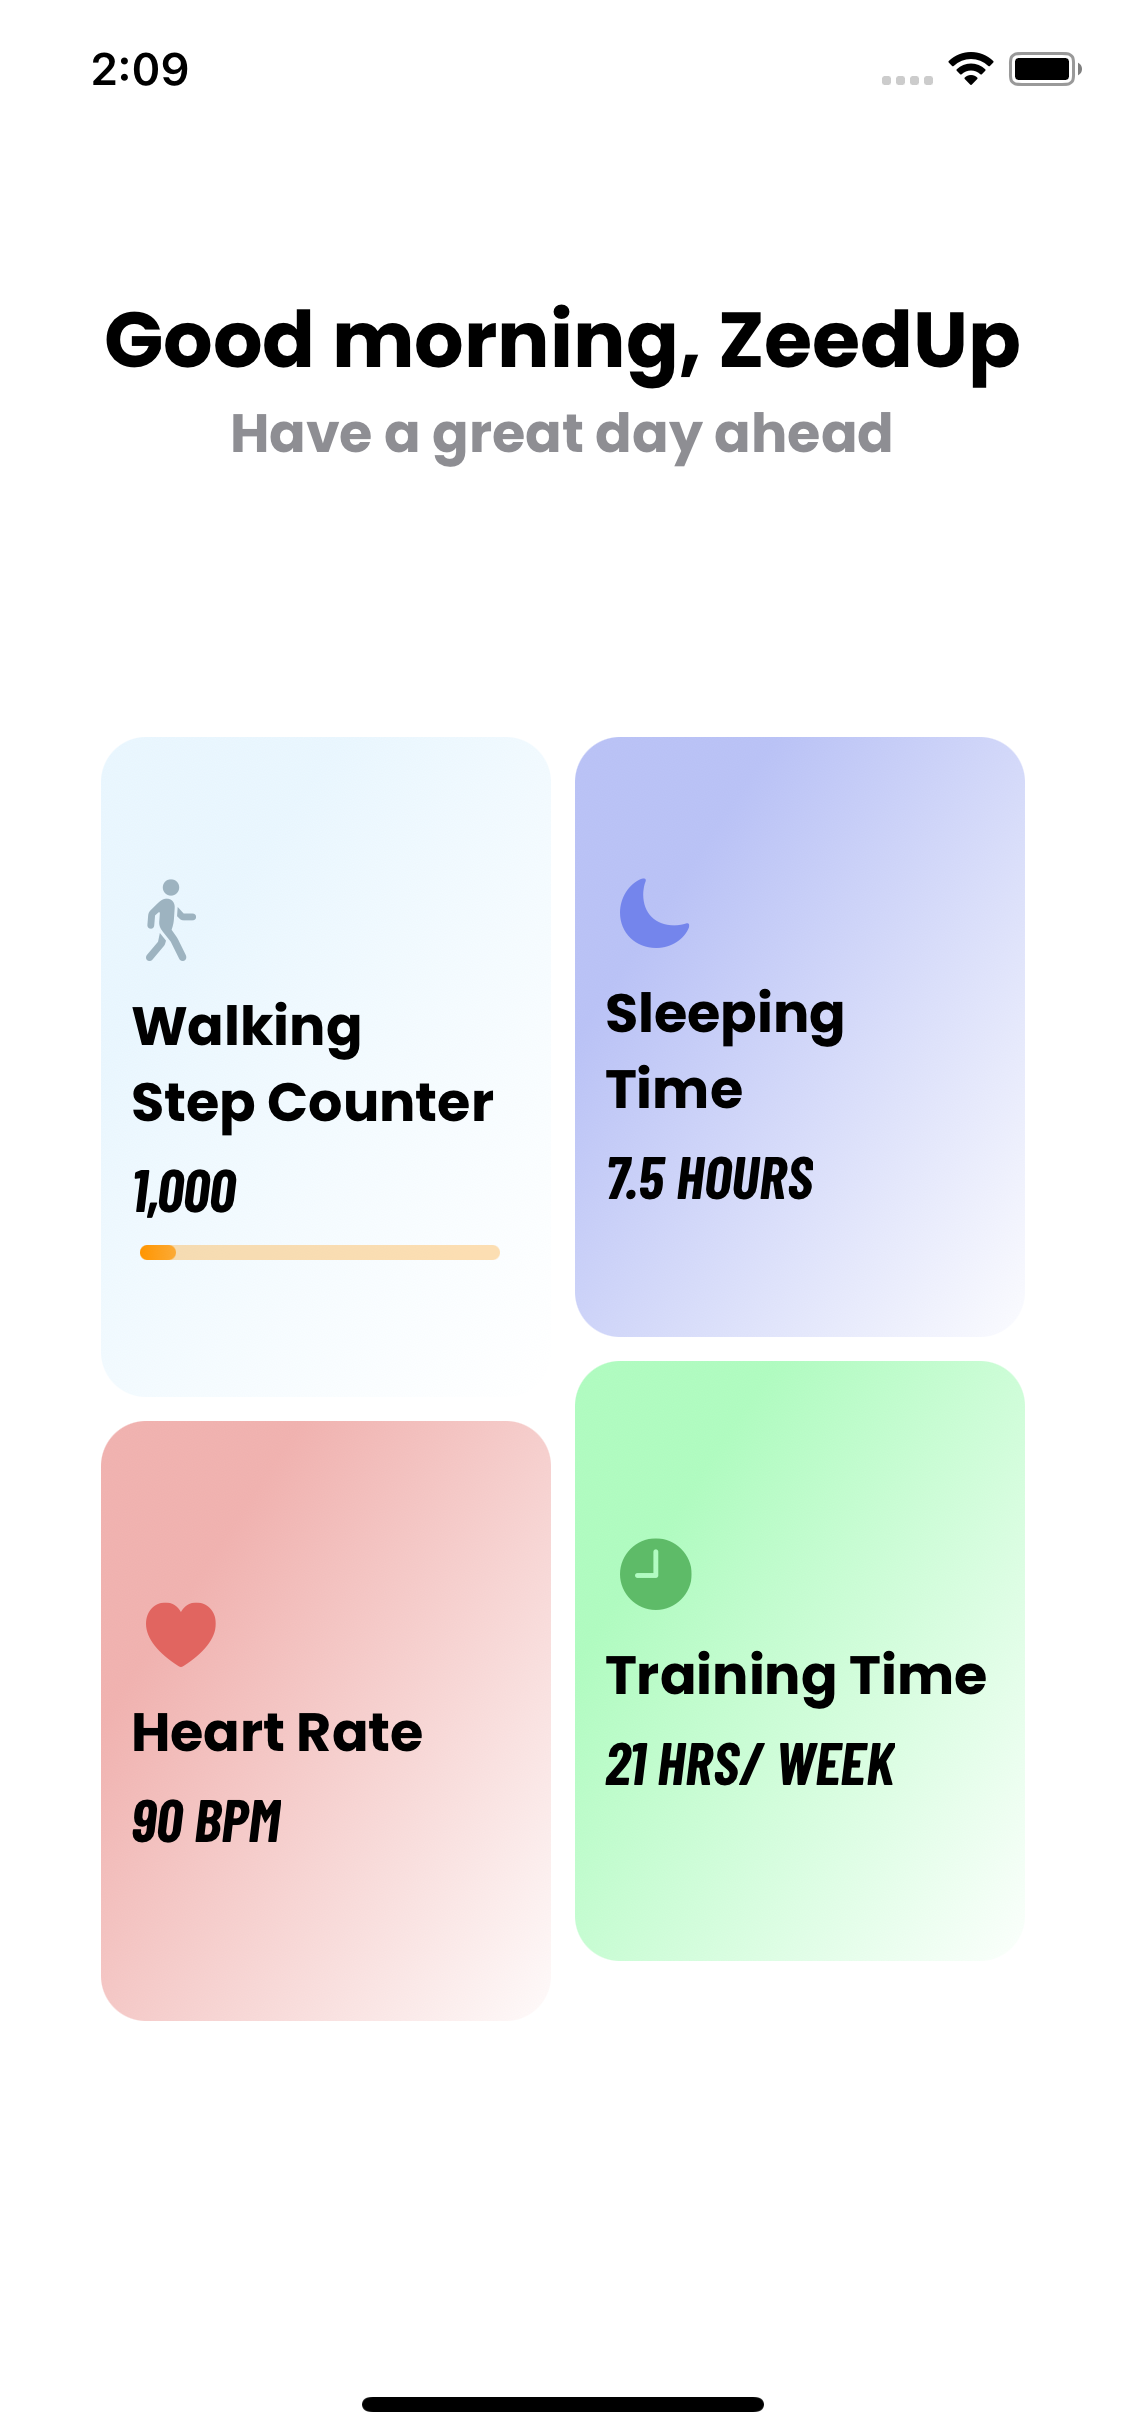 2:09
Good morning, ZeedUp
Have a great day ahead
Walking
Step Counter
1,000
Sleeping
Time
7.5 HOURS
Heart Rate
90 BPM
Training Time
21 HRS/ WEEK